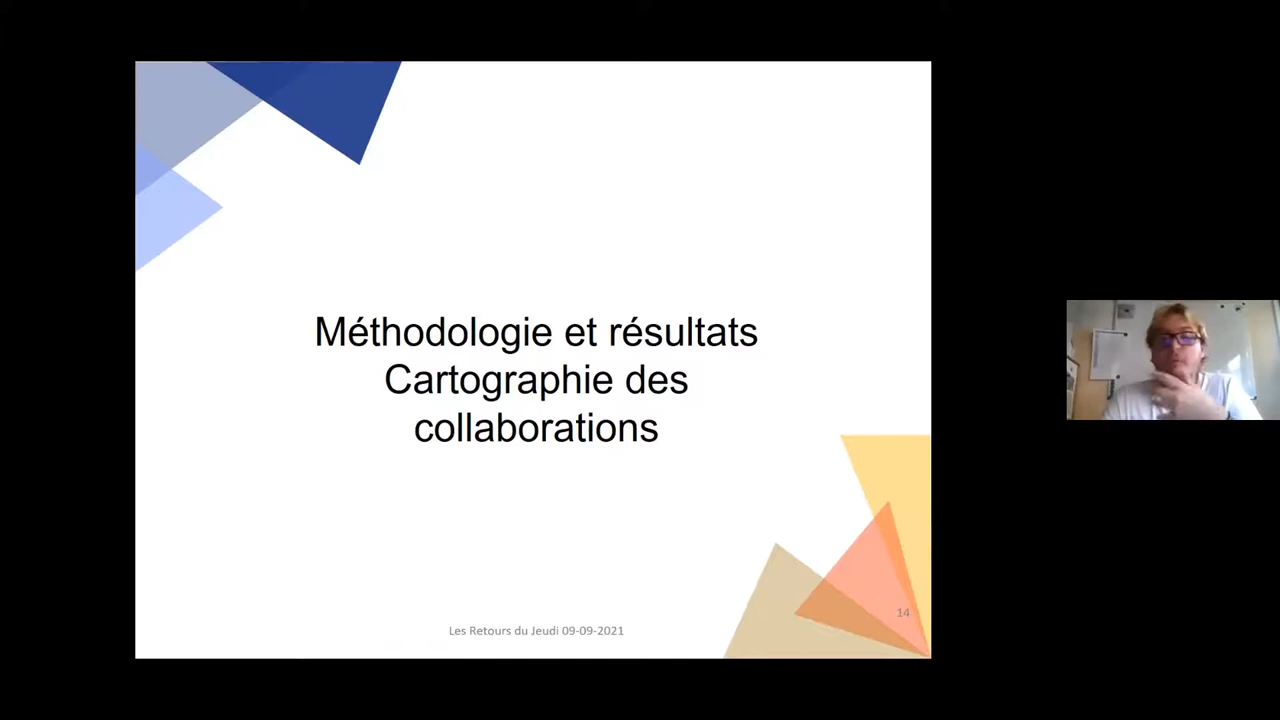 Méthodologie et résultats
Cartographie des
collaborations
14
Les Retours du Jeudi 09-09-2021